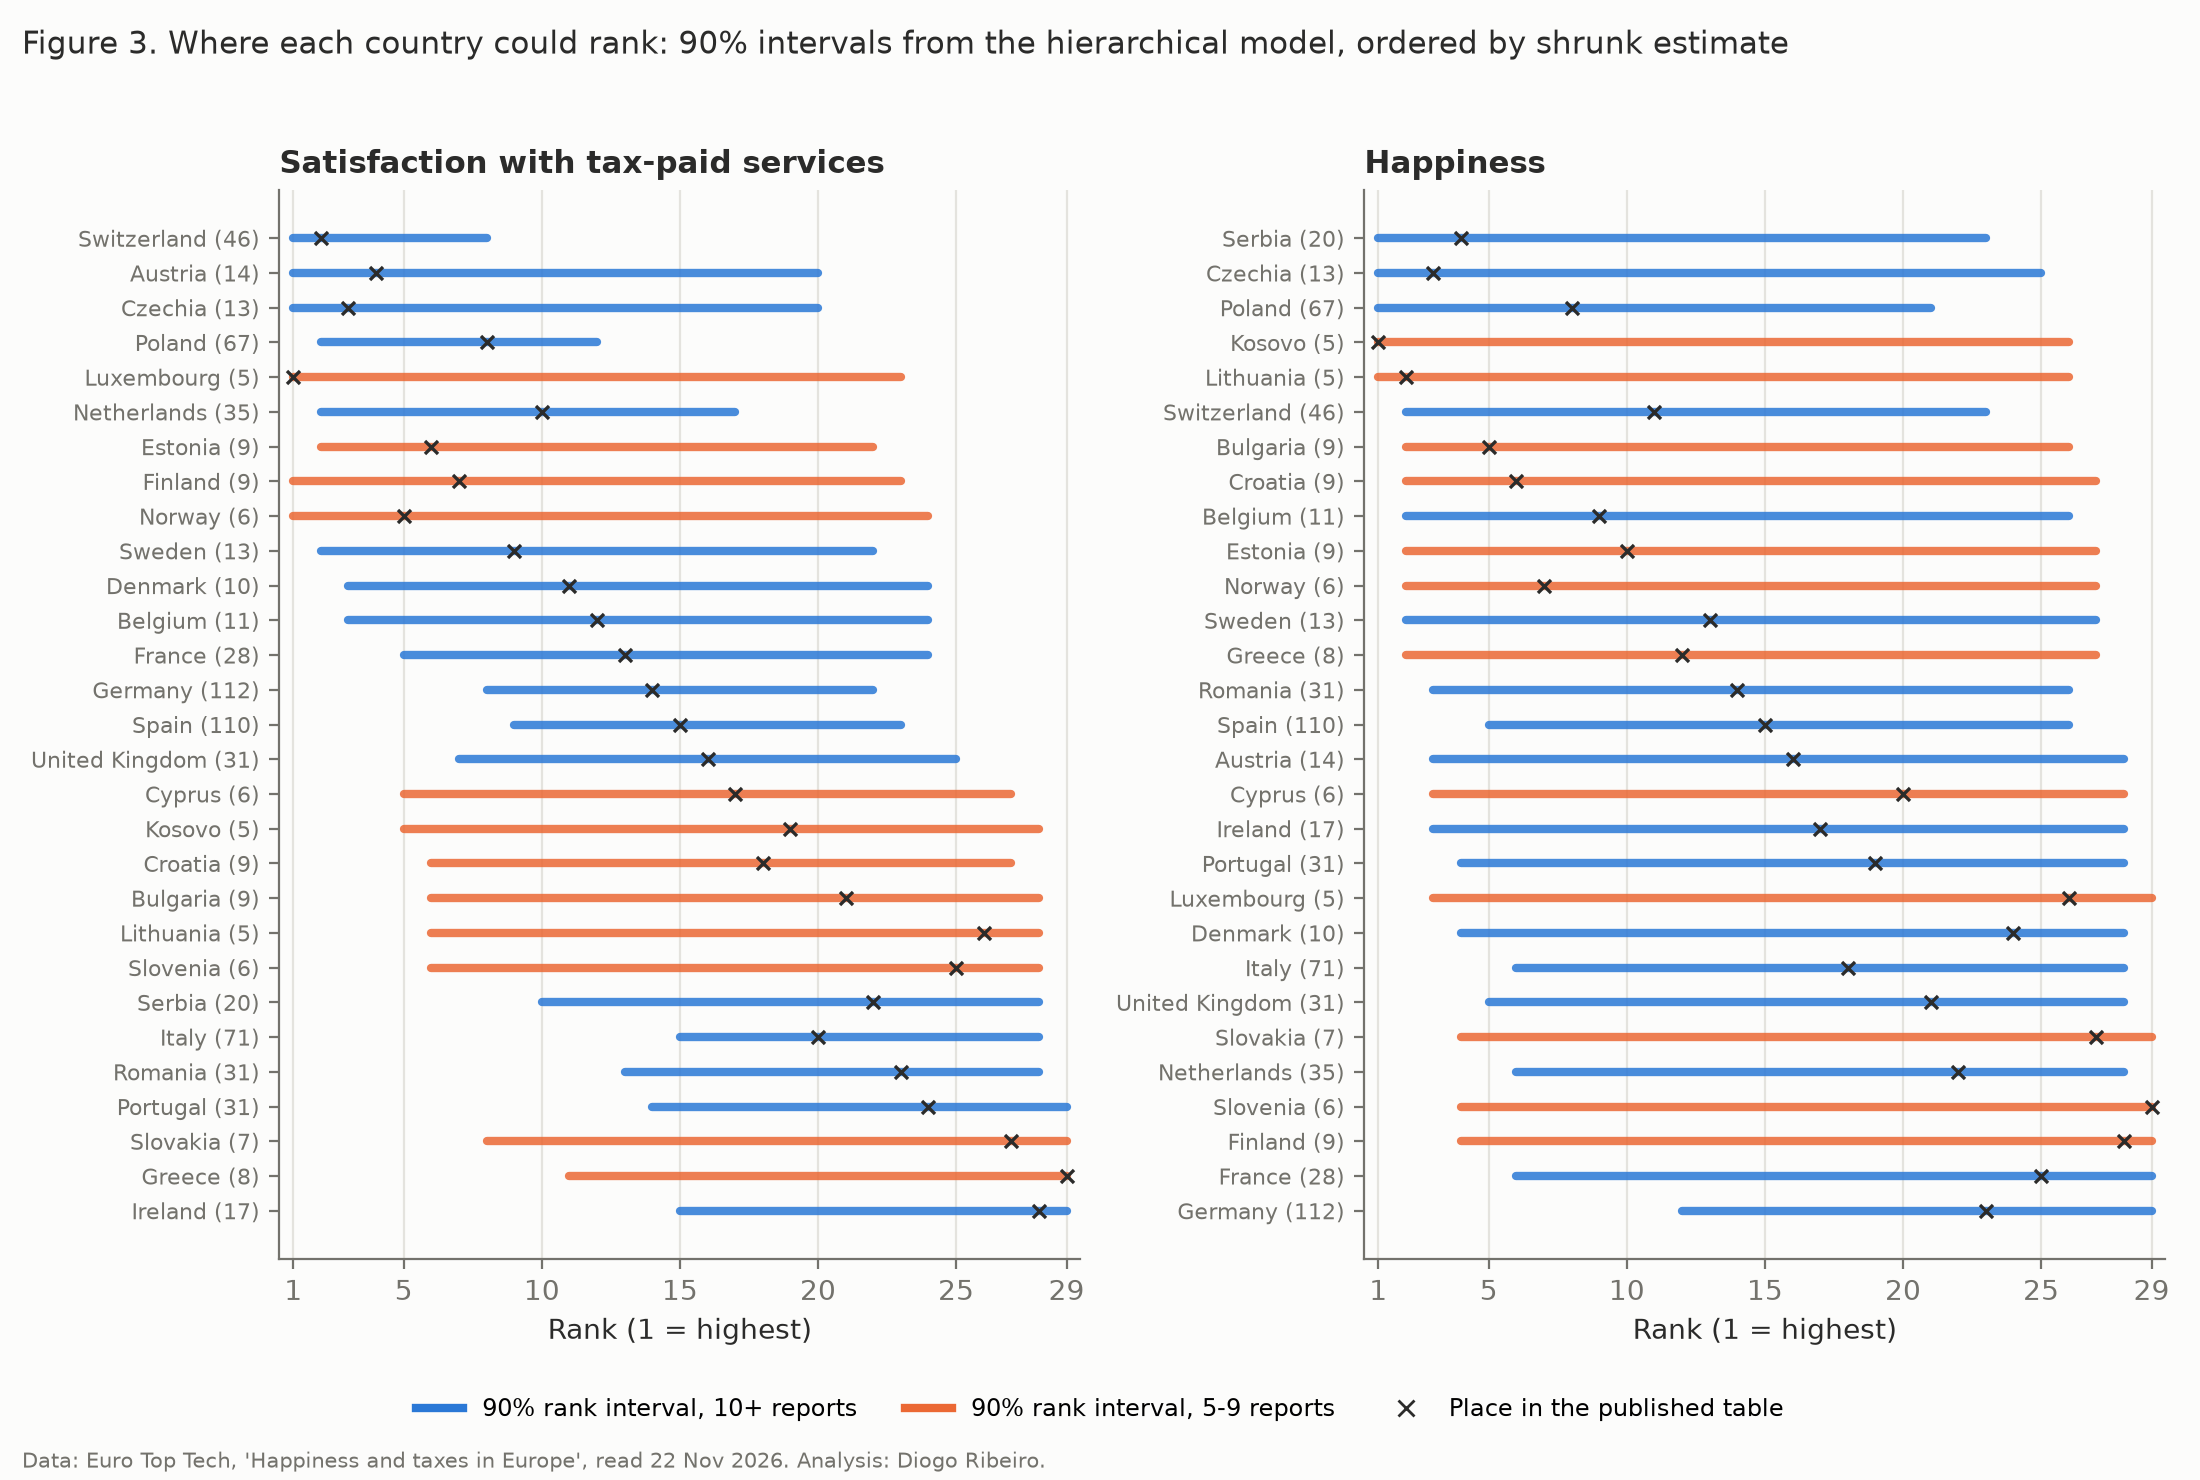 Figure 3. Where each country could rank: 90% intervals from the hierarchical model, ordered by shrunk estimate
Satisfaction with tax-paid services
Switzerland (46)
Austria (14)
Czechia (13)
Poland (67)
Luxembourg (5)
Netherlands (35)
Estonia (9)
Finland (9)
Norway (6)
Sweden (13)
Denmark (10)
Belgium (11)
France (28)
Germany (112)
Spain (110)
United Kingdom (31)
Cyprus (6)
Kosovo (5)
Croatia (9)
Bulgaria (9)
Lithuania (5)
Slovenia (6)
Serbia (20)
Italy (71)
Romania (31)
Portugal (31)
Slovakia (7)
Greece (8)
Ireland (17)
1 5 10 15 20 25 29
Rank (1 = highest)
Happiness
Serbia (20)
Czechia (13)
Poland (67)
Kosovo (5)
Lithuania (5)
Switzerland (46)
Bulgaria (9)
Croatia (9)
Belgium (11)
Estonia (9)
Norway (6)
Sweden (13)
Greece (8)
Romania (31)
Spain (110)
Austria (14)
Cyprus (6)
Ireland (17)
Portugal (31)
Luxembourg (5)
Denmark (10)
Italy (71)
United Kingdom (31)
Slovakia (7)
Netherlands (35)
Slovenia (6)
Finland (9)
France (28)
Germany (112)
1 5 10 15 20 25 29
Rank (1 = highest)
90% rank interval, 10+ reports
90% rank interval, 5-9 reports
Place in the published table
Data: Euro Top Tech, 'Happiness and taxes in Europe', read 22 Nov 2026. Analysis: Diogo Ribeiro.